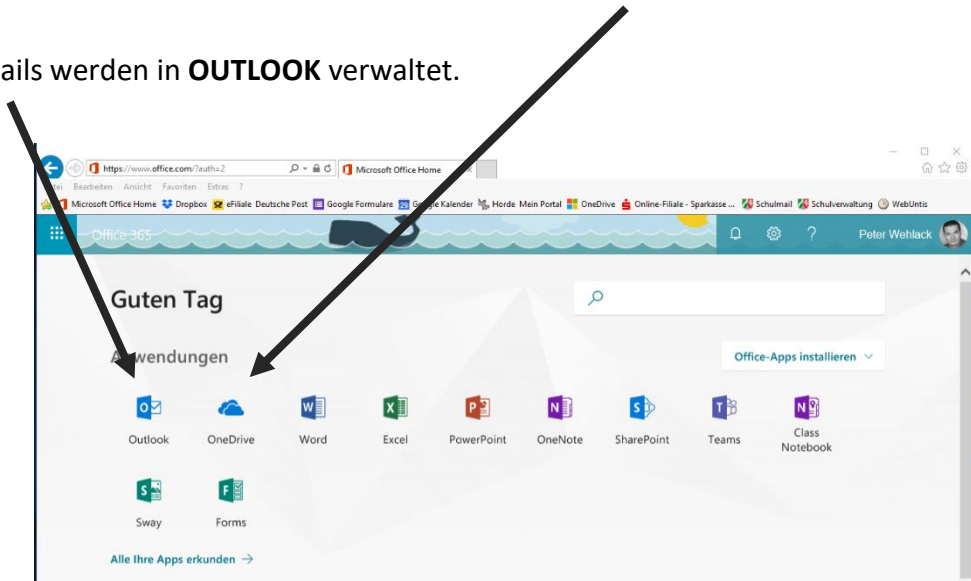 ails werden in OUTLOOK verwaltet.
https://www.office.com/?auth=2
Microsoft Office Home
Bearbeiten Ansicht Favoriten Extras ?
Microsoft Office Home Dropbox eFiliale Deutsche Post Google Formulare Google Kalender Horde Mein Portal OneDrive Online-Filiale - Sparkasse ... Schulmail Schulverwaltung WebUntis
Office 365
? Peter Wehlack
Guten Tag
Anwendungen
Office-Apps installieren
Outlook OneDrive Word Excel PowerPoint OneNote SharePoint Teams Class
Notebook
Sway Forms
Alle Ihre Apps erkunden →